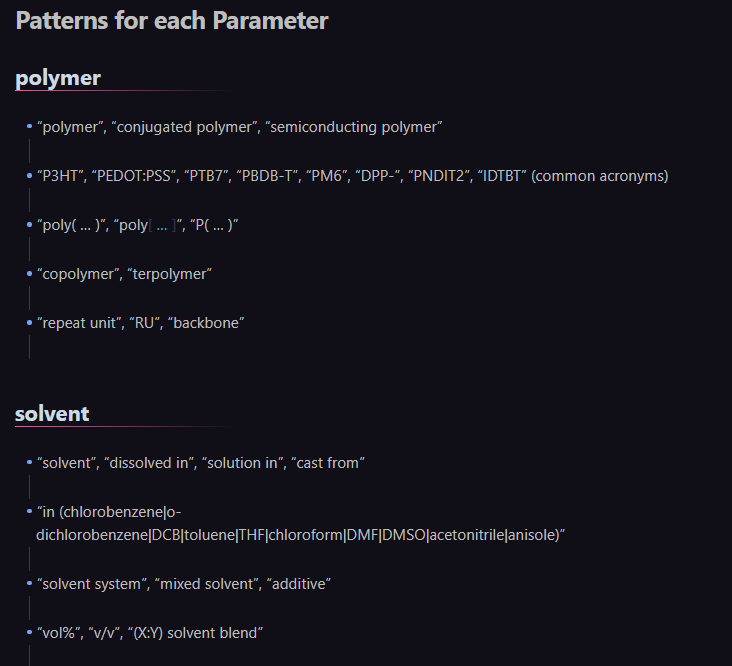 Patterns for each Parameter
polymer
“polymer”, “conjugated polymer”, “semiconducting polymer”
“P3HT”, “PEDOT:PSS”, “PTB7”, “PBDB-T”, “PM6”, “DPP-”, “PNDIT2”, “IDTBT” (common acronyms)
“poly( … )”, “poly[ … ]”, “P( … )”
“copolymer”, “terpolymer”
“repeat unit”, “RU”, “backbone”
solvent
“solvent”, “dissolved in”, “solution in”, “cast from”
“in (chlorobenzene|o-
dichlorobenzene|DCB|toluene|THF|chloroform|DMF|DMSO|acetonitrile|anisole)”
“solvent system”, “mixed solvent”, “additive”
“vol%”, “v/v”, “(X:Y) solvent blend”